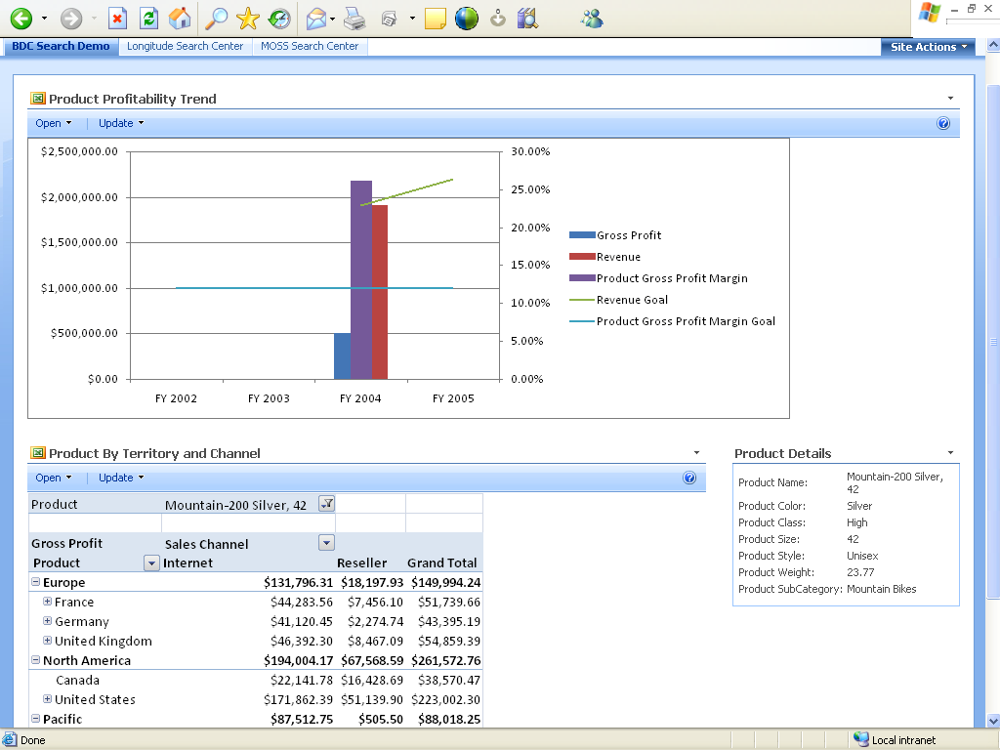 BDC Search Demo Longitude Search Center MOSS Search Center Site Actions
Product Profitability Trend
Open Update
$2,500,000.00 30.00%
25.00%
$2,000,000.00
20.00%
$1,500,000.00
15.00%
$1,000,000.00
10.00%
$500,000.00
5.00%
$0.00 0.00%
FY 2002 FY 2003 FY 2004 FY 2005
Gross Profit
Revenue
Product Gross Profit Margin
Revenue Goal
Product Gross Profit Margin Goal
Product By Territory and Channel
Open Update
Product Mountain-200 Silver, 42
Gross Profit Sales Channel
Product Internet Reseller Grand Total
Europe $131,796.31 $18,197.93 $149,994.24
France $44,283.56 $7,456.10 $51,739.66
Germany $41,120.45 $2,274.74 $43,395.19
United Kingdom $46,392.30 $8,467.09 $54,859.39
North America $194,004.17 $67,568.59 $261,572.76
Canada $22,141.78 $16,428.69 $38,570.47
United States $171,862.39 $51,139.90 $223,002.30
Pacific $87,512.75 $505.50 $88,018.25
Product Details
Product Name: Mountain-200 Silver,
42
Product Color: Silver
Product Class: High
Product Size: 42
Product Style: Unisex
Product Weight: 23.77
Product SubCategory: Mountain Bikes
Done Local intranet